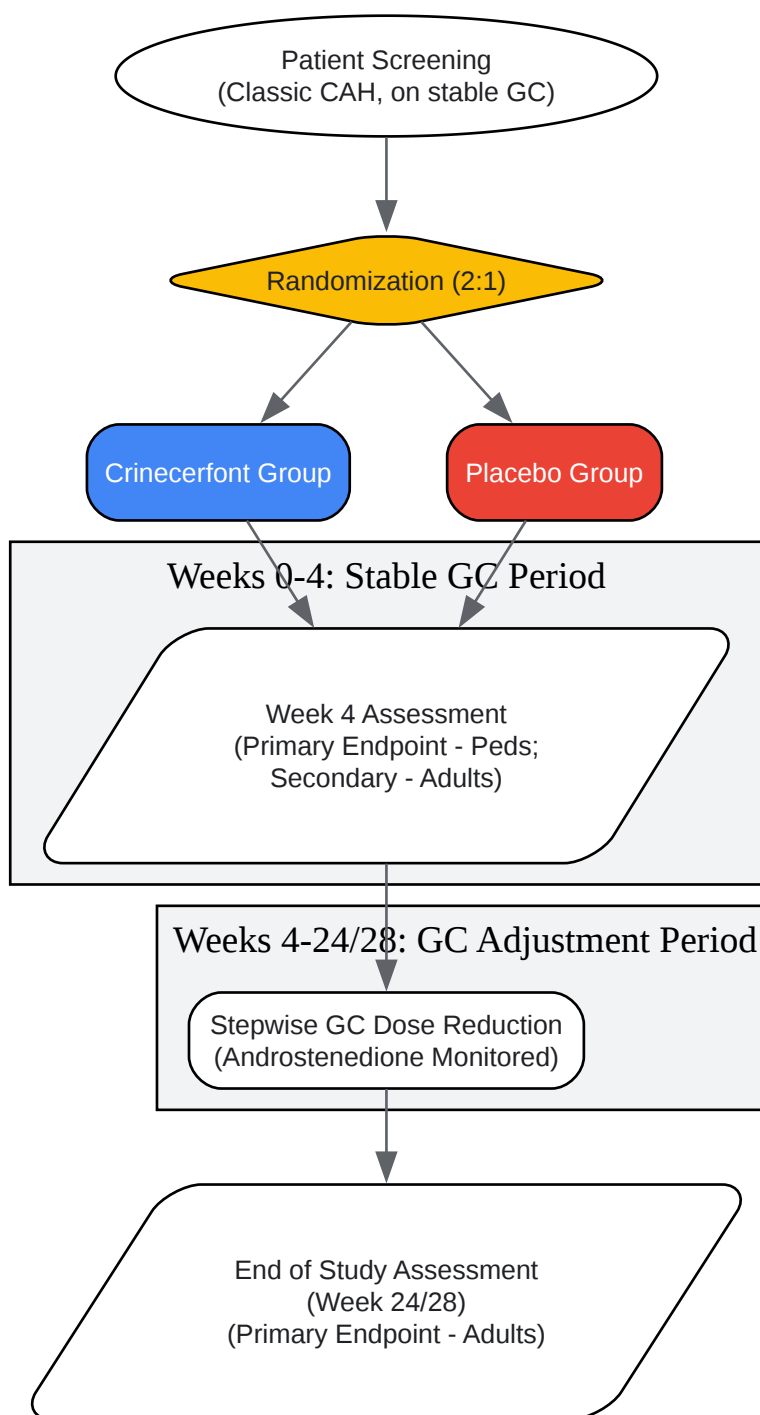 Patient Screening
(Classic CAH, on stable GC)
Randomization (2:1)
Crinecerfont Group
Placebo Group
Weeks 0-4: Stable GC Period
Week 4 Assessment
(Primary Endpoint - Peds;
Secondary - Adults)
Weeks 4-24/28: GC Adjustment Period
Stepwise GC Dose Reduction
(Androstenedione Monitored)
End of Study Assessment
(Week 24/28)
(Primary Endpoint - Adults)